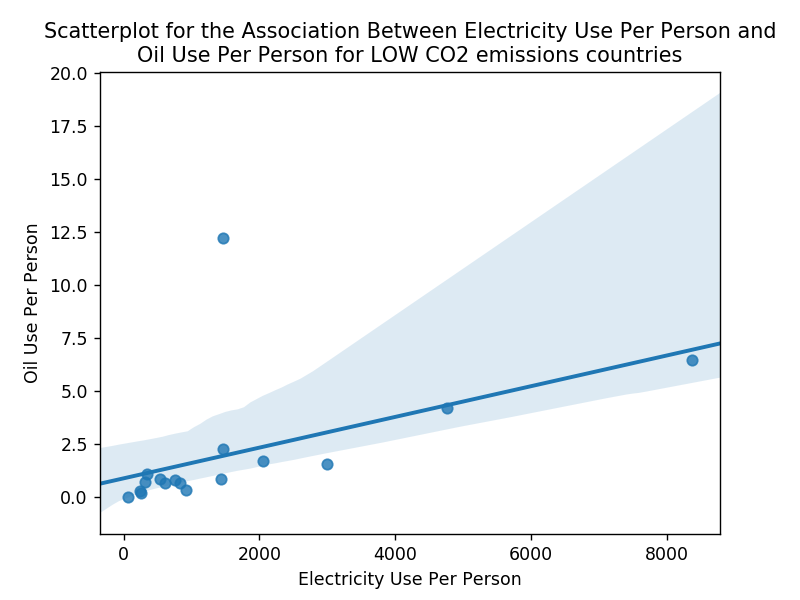 Scatterplot for the Association Between Electricity Use Per Person and
Oil Use Per Person for LOW CO2 emissions countries
20.0
17.5
15.0
12.5
10.0
7.5
5.0
2.5
0.0
Oil Use Per Person
0 2000 4000 6000 8000
Electricity Use Per Person